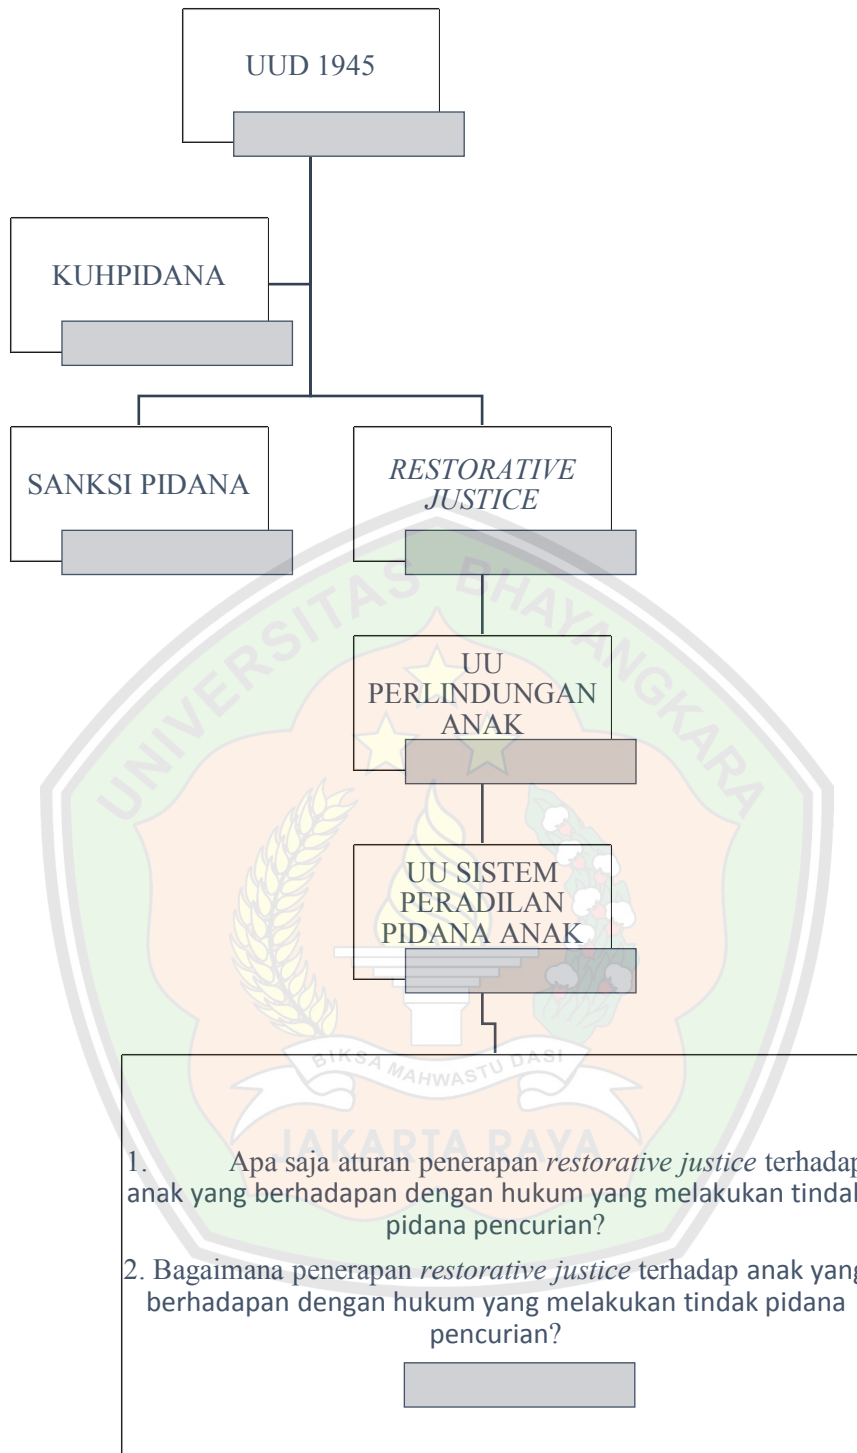 UUD 1945
KUHPIDANA
SANKSI PIDANA
RESTORATIVE
JUSTICE
UU
PERLINDUNGAN
ANAK
UU SISTEM
PERADILAN
PIDANA ANAK
UNIVERSITAS BHAYANGKARA
BIKSA MAHWASTU DASI
JAKARTA RAYA
1. Apa saja aturan penerapan restorative justice terhadap
anak yang berhadapan dengan hukum yang melakukan tindak
pidana pencurian?
2. Bagaimana penerapan restorative justice terhadap anak yang
berhadapan dengan hukum yang melakukan tindak pidana
pencurian?